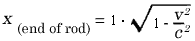 x (end of rod) = 1 · √(1 - v²/c²)